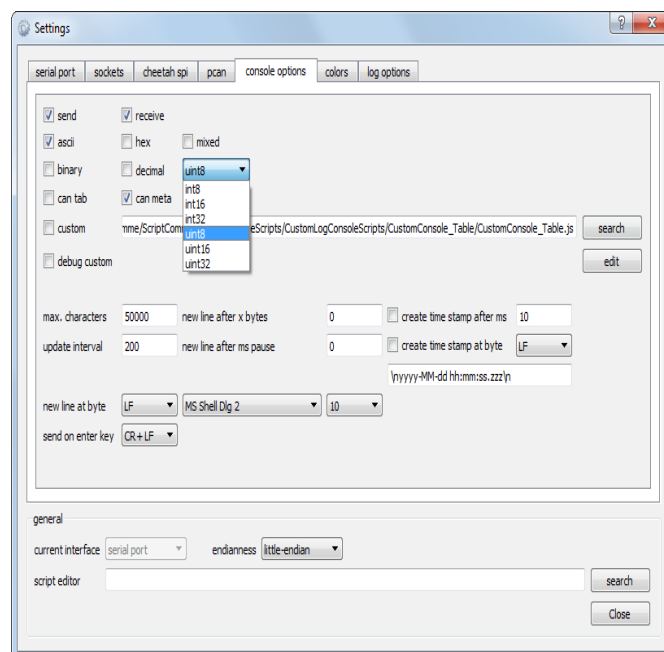 Settings
serial port sockets cheetah spi pcan console options colors log options
send receive
ascii hex mixed
binary decimal uint8
int8
int16
int32
uint8
uint16
uint32
can tab can meta
custom mme/ScriptCom eScripts/CustomLogConsoleScripts/CustomConsole_Table/CustomConsole_Table.js search
debug custom edit
max. characters 50000 new line after x bytes 0 create time stamp after ms 10
update interval 200 new line after ms pause 0 create time stamp at byte LF
\nyyyy-MM-dd hh:mm:ss.zzz\n
new line at byte LF MS Shell Dlg 2 10
send on enter key CR+LF
general
current interface serial port endianness little-endian
script editor search
Close